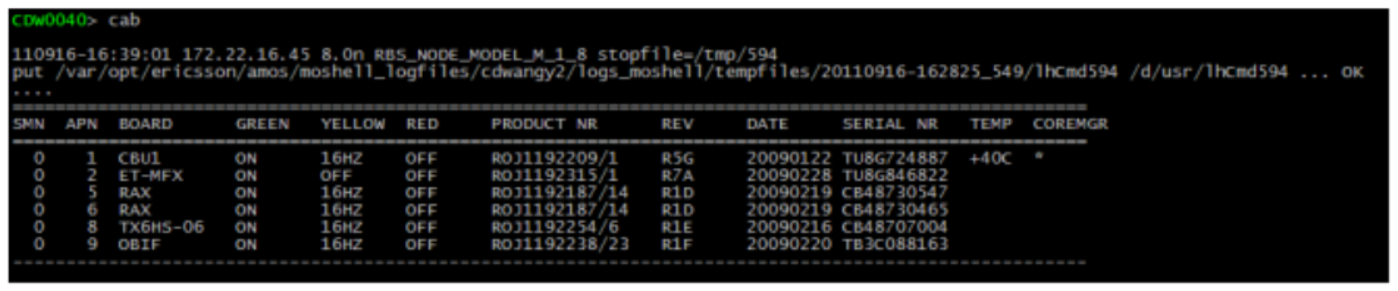 CDW0040> cab
110916-16:39:01 172.22.16.45 8.0n RBS_NODE_MODEL_M_1_8 stopfile=/tmp/594
put /var/opt/ericsson/amos/moshell_logfiles/cdwangy2/logs_moshell/tempfiles/20110916-162825_549/lhCmd594 /d/usr/lhCmd594 ... OK
....
=====================================================================================
SMN APN BOARD GREEN YELLOW RED PRODUCT NR REV DATE SERIAL NR TEMP COREMGR
=====================================================================================
0 1 CBU1 ON 16HZ OFF ROJ1192209/1 R5G 20090122 TU8G724887 +40C *
0 2 ET-MFX ON OFF OFF ROJ1192315/1 R7A 20090228 TU8G846822
0 5 RAX ON 16HZ OFF ROJ1192187/14 R1D 20090219 CB48730547
0 6 RAX ON 16HZ OFF ROJ1192187/14 R1D 20090219 CB48730465
0 8 TX6HS-06 ON 16HZ OFF ROJ1192254/6 R1E 20090216 CB48707004
0 9 OBIF ON 16HZ OFF ROJ1192238/23 R1F 20090220 TB3C088163
-------------------------------------------------------------------------------------